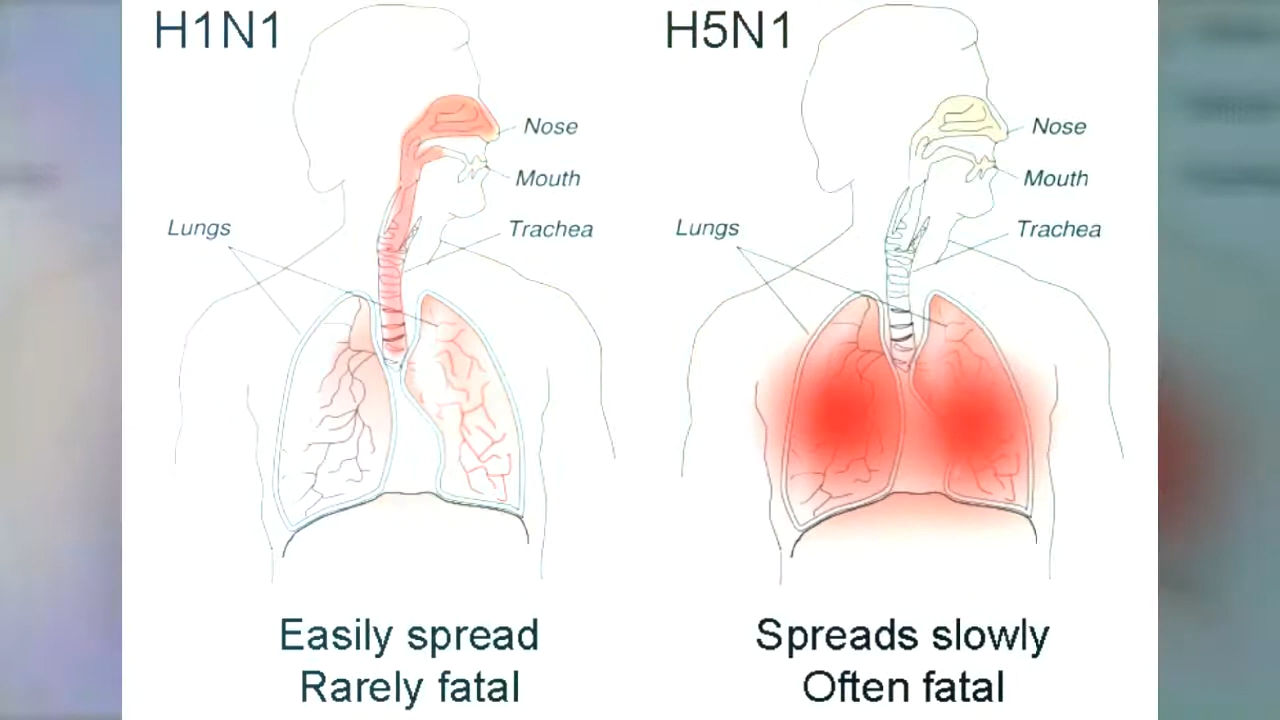 H1N1
Nose
Mouth
Trachea
Lungs
Easily spread
Rarely fatal
H5N1
Nose
Mouth
Trachea
Lungs
Spreads slowly
Often fatal